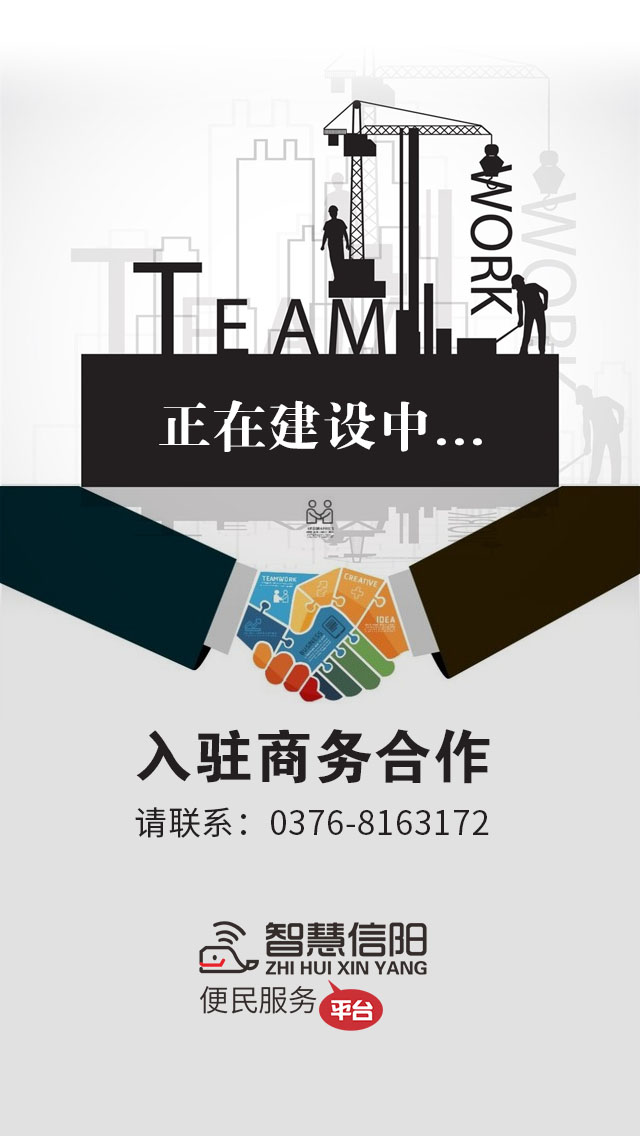 WORK
TEAM
正在建设中...
TEAMWORK
CREATIVE
IDEA
BUSINESS
入驻商务合作
请联系：0376-8163172
智慧信阳
ZHI HUI XIN YANG
便民服务 平台